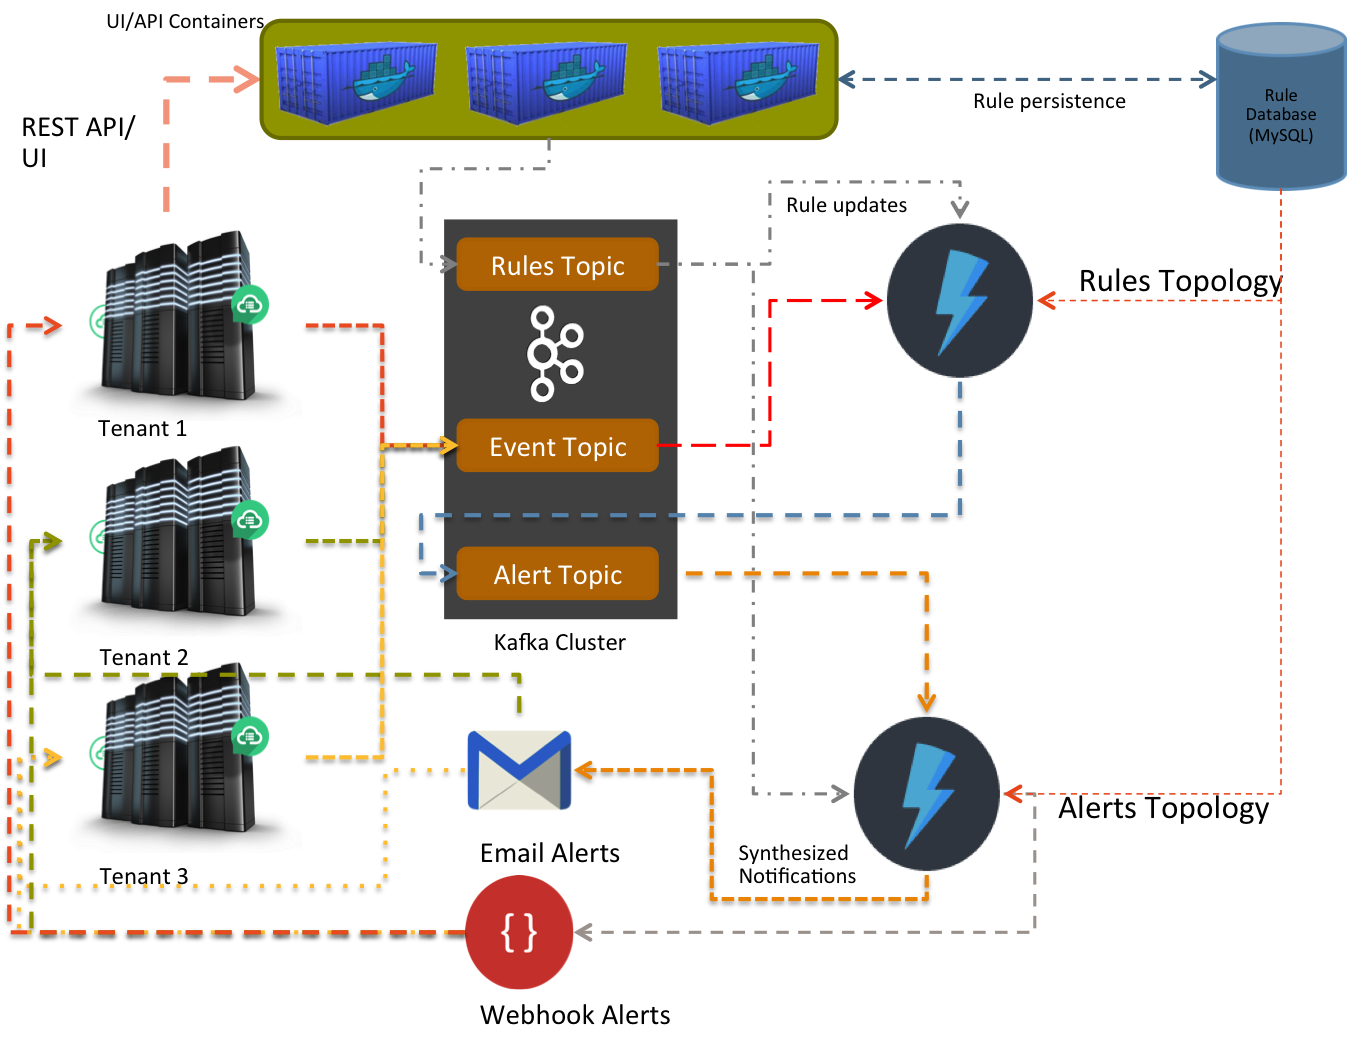 UI/API Containers
Rule persistence
Rule
Database
(MySQL)
REST API/
UI
Rule updates
Rules Topic
Rules Topology
Tenant 1
Event Topic
Alert Topic
Kafka Cluster
Tenant 2
Alerts Topology
Email Alerts
Synthesized
Notifications
Tenant 3
{ }
Webhook Alerts